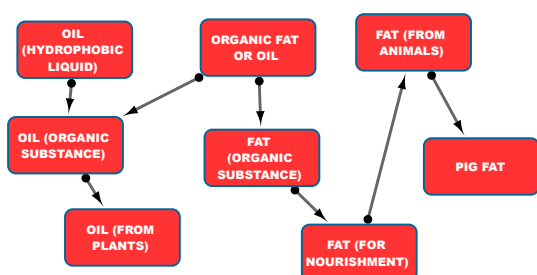 OIL
(HYDROPHOBIC
LIQUID)
ORGANIC FAT
OR OIL
FAT (FROM
ANIMALS)
OIL (ORGANIC
SUBSTANCE)
FAT
(ORGANIC
SUBSTANCE)
PIG FAT
OIL (FROM
PLANTS)
FAT (FOR
NOURISHMENT)